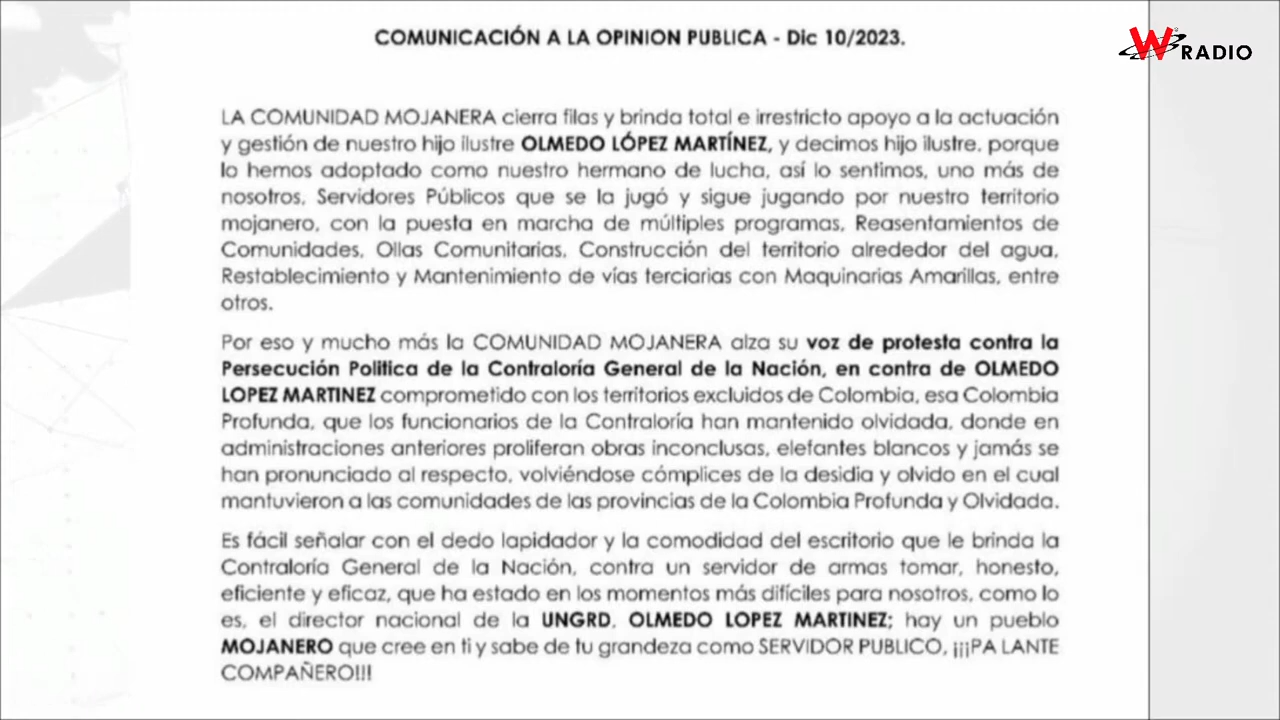 COMUNICACIÓN A LA OPINION PUBLICA - Dic 10/2023.
W RADIO
LA COMUNIDAD MOJANERA cierra filas y brinda total e irrestricto apoyo a la actuación
y gestión de nuestro hijo ilustre OLMEDO LÓPEZ MARTÍNEZ, y decimos hijo ilustre, porque
lo hemos adoptado como nuestro hermano de lucha, así lo sentimos, uno más de
nosotros, Servidores Públicos que se la jugó y sigue jugando por nuestro territorio
mojanero, con la puesta en marcha de múltiples programas, Reasentamientos de
Comunidades, Ollas Comunitarias, Construcción del territorio alrededor del agua,
Restablecimiento y Mantenimiento de vías terciarias con Maquinarias Amarillas, entre
otros.
Por eso y mucho más la COMUNIDAD MOJANERA alza su voz de protesta contra la
Persecución Politica de la Contraloría General de la Nación, en contra de OLMEDO
LOPEZ MARTINEZ comprometido con los territorios excluidos de Colombia, esa Colombia
Profunda, que los funcionarios de la Contraloría han mantenido olvidada, donde en
administraciones anteriores proliferan obras inconclusas, elefantes blancos y jamás se
han pronunciado al respecto, volviéndose cómplices de la desidia y olvido en el cual
mantuvieron a las comunidades de las provincias de la Colombia Profunda y Olvidada.
Es fácil señalar con el dedo lapidador y la comodidad del escritorio que le brinda la
Contraloría General de la Nación, contra un servidor de armas tomar, honesto,
eficiente y eficaz, que ha estado en los momentos más difíciles para nosotros, como lo
es, el director nacional de la UNGRD, OLMEDO LOPEZ MARTINEZ; hay un pueblo
MOJANERO que cree en ti y sabe de tu grandeza como SERVIDOR PUBLICO, ¡¡¡PA LANTE
COMPAÑERO!!!